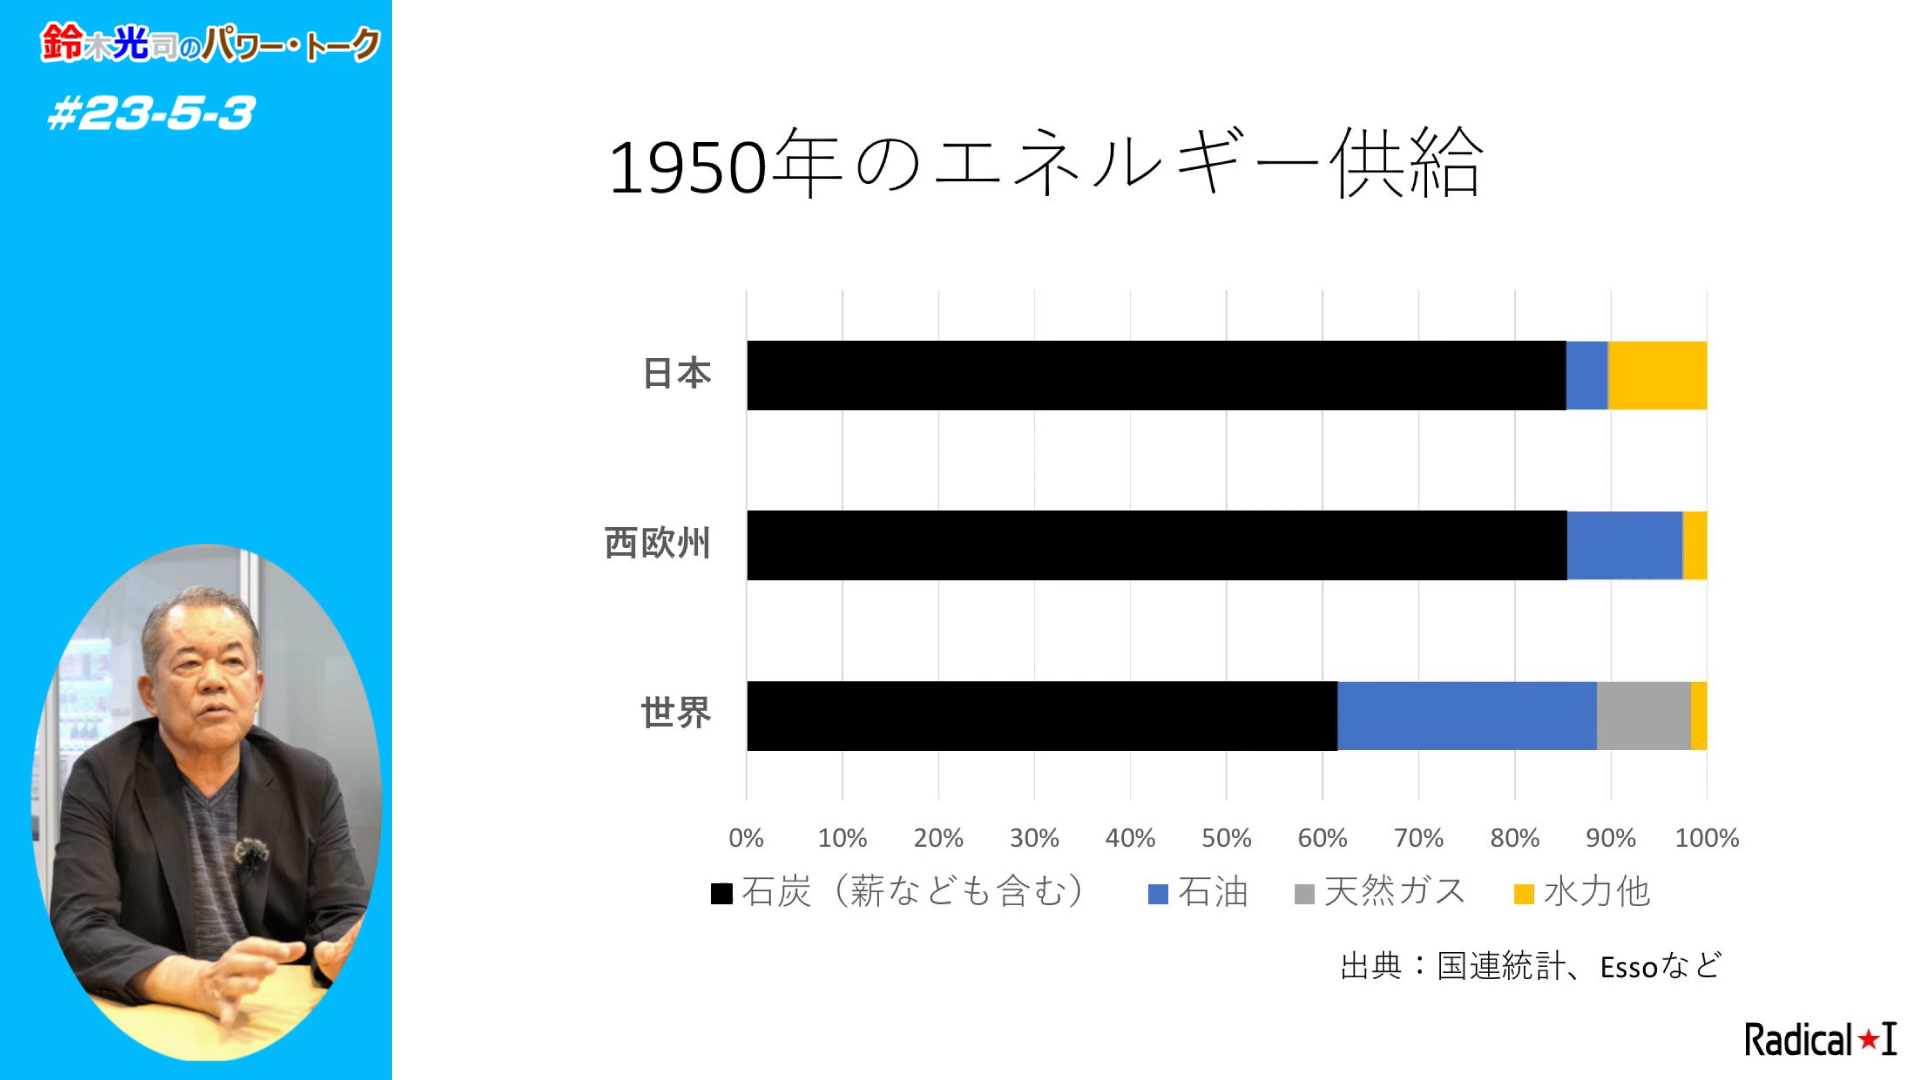 鈴木光司のパワー・トーク
#23-5-3
1950年のエネルギー供給
日本
西欧州
世界
0% 10% 20% 30% 40% 50% 60% 70% 80% 90% 100%
石炭（薪なども含む） 石油 天然ガス 水力他
出典：国連統計、Essoなど
Radical★I